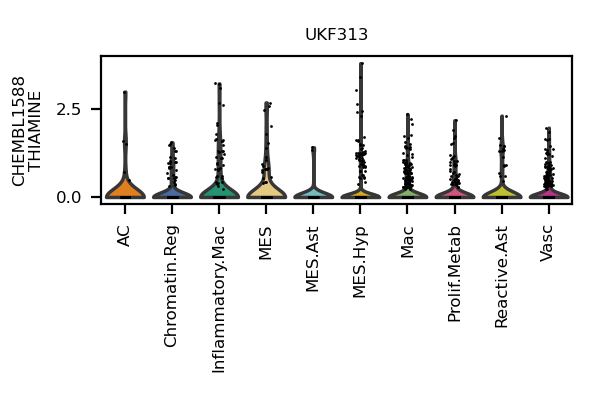 UKF313
CHEMBL1588
THIAMINE
2.5
0.0
AC
Chromatin.Reg
Inflammatory.Mac
MES
MES.Ast
MES.Hyp
Mac
Prolif.Metab
Reactive.Ast
Vasc